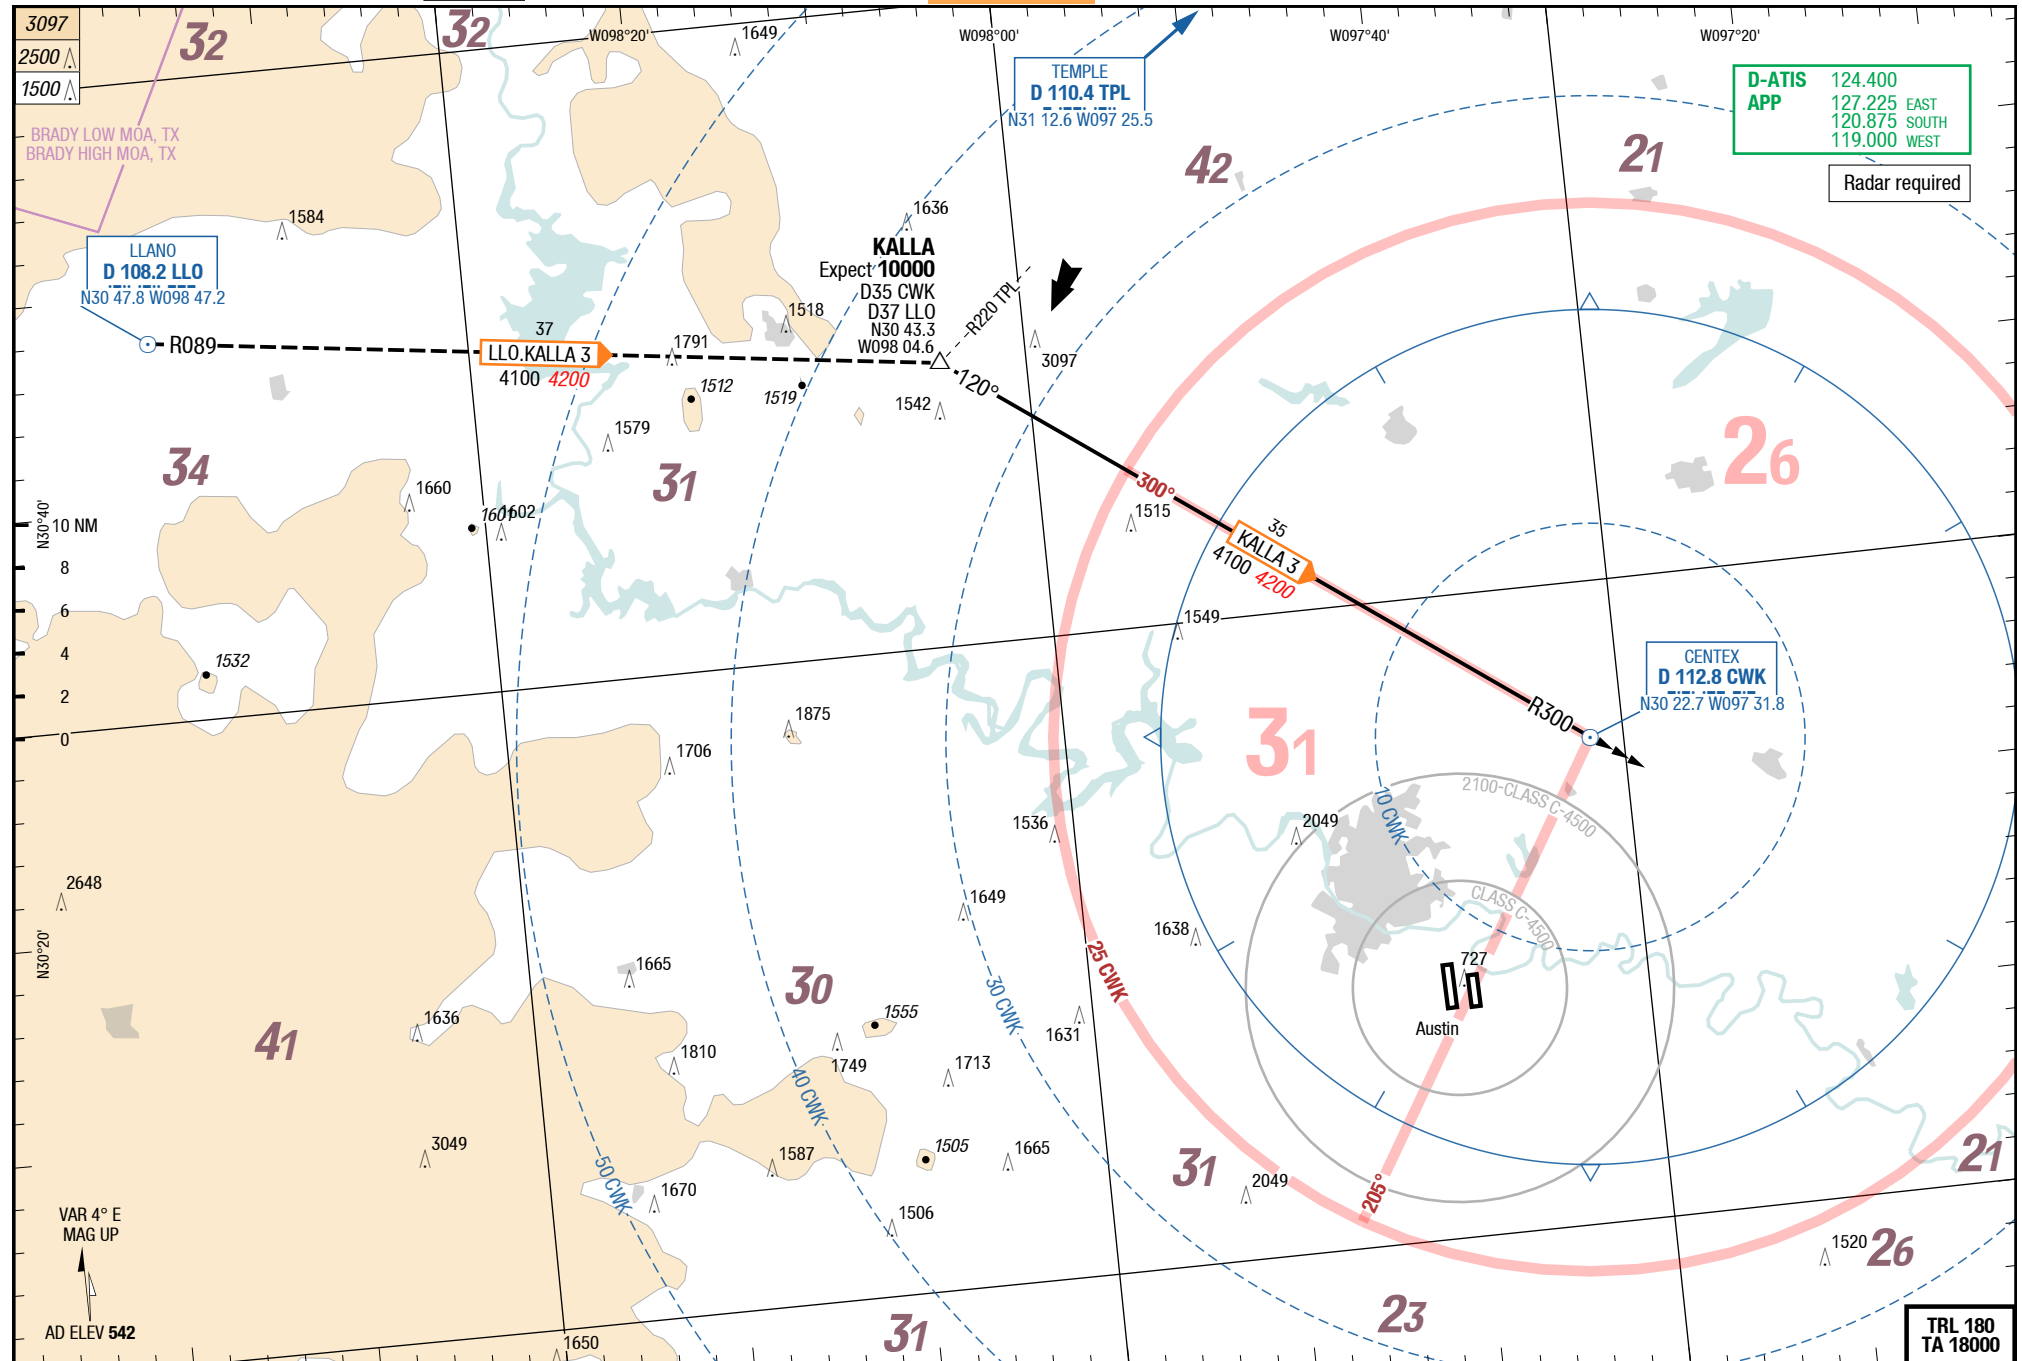 3097
2500
1500
32
32
1649
W098°20'
W098°00'
W097°40'
W097°20'
TEMPLE
D 110.4 TPL
N31 12.6 W097 25.5
D-ATIS 124.400
APP 127.225 EAST
120.875 SOUTH
119.000 WEST
Radar required
BRADY LOW MOA, TX
BRADY HIGH MOA, TX
42
21
1584
1636
LLANO
D 108.2 LLO
N30 47.8 W098 47.2
KALLA
Expect 10000
D35 CWK
D37 LLO
N30 43.3
W098 04.6
R220 TPL
1518
3097
R089
37
LLO.KALLA 3
4100 4200
1791
1512
1519
1542
120°
1579
34
31
26
1660
1601
1602
300°
1515
35
KALLA 3
4100 4200
N30°40'
10 NM
8
6
4
2
0
1549
1532
CENTEX
D 112.8 CWK
N30 22.7 W097 31.8
R300
1875
1706
31
2100-CLASS C-4500
10 CWK
1536
2049
2648
1649
CLASS C-4500
1638
N30°20'
25 CWK
727
1665
30
30 CWK
1555
Austin
1636
41
1631
1810
1749
1713
40 CWK
3049
1587
1505
1665
31
21
50 CWK
1670
2049
205°
1506
VAR 4° E
MAG UP
1520
26
AD ELEV 542
1650
31
23
TRL 180
TA 18000